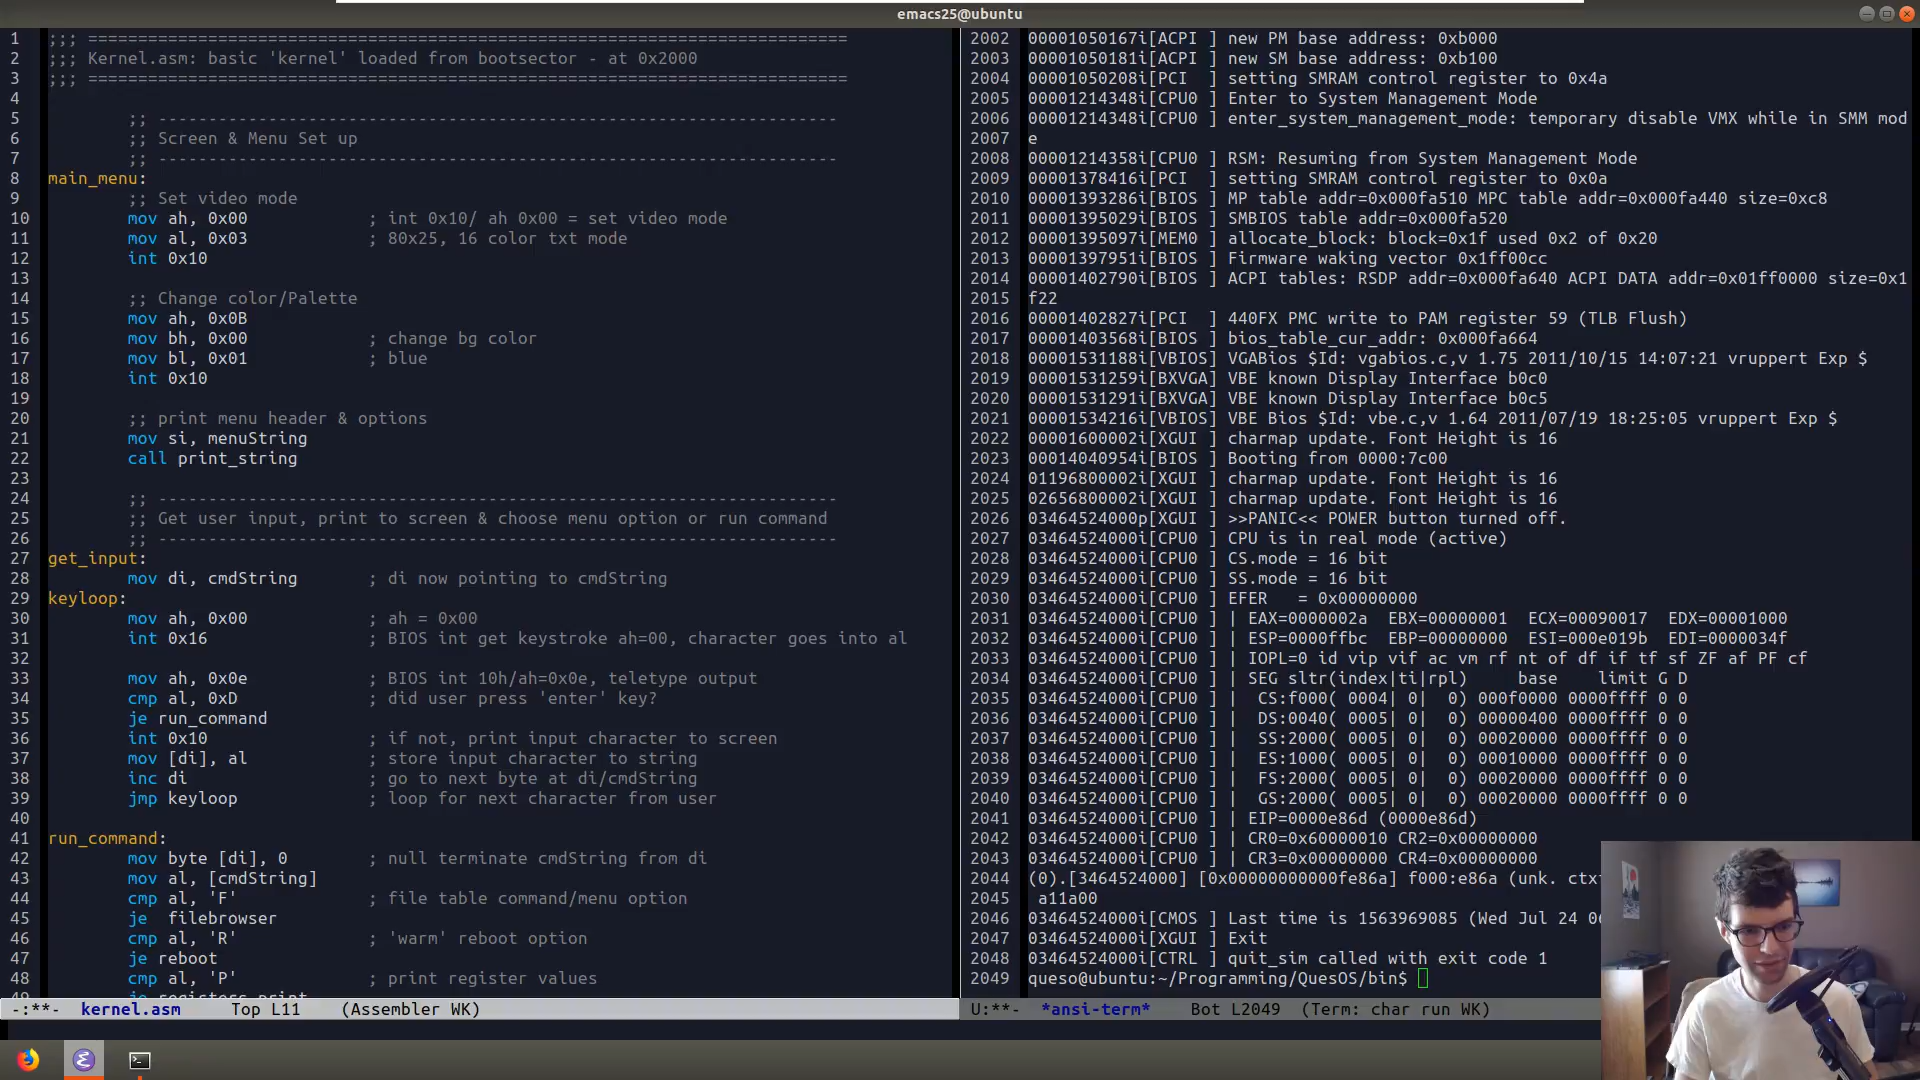 emacs25@ubuntu
1 ;;; ============================================================================
2 ;;; Kernel.asm: basic 'kernel' loaded from bootsector - at 0x2000
3 ;;; ============================================================================
4
5 ;; --------------------------------------------------------------------
6 ;; Screen & Menu Set up
7 ;; --------------------------------------------------------------------
8 main_menu:
9 ;; Set video mode
10 mov ah, 0x00 ; int 0x10/ ah 0x00 = set video mode
11 mov al, 0x03 ; 80x25, 16 color txt mode
12 int 0x10
13
14 ;; Change color/Palette
15 mov ah, 0x0B
16 mov bh, 0x00 ; change bg color
17 mov bl, 0x01 ; blue
18 int 0x10
19
20 ;; print menu header & options
21 mov si, menuString
22 call print_string
23
24 ;; --------------------------------------------------------------------
25 ;; Get user input, print to screen & choose menu option or run command
26 ;; --------------------------------------------------------------------
27 get_input:
28 mov di, cmdString ; di now pointing to cmdString
29 keyloop:
30 mov ah, 0x00 ; ah = 0x00
31 int 0x16 ; BIOS int get keystroke ah=00, character goes into al
32
33 mov ah, 0x0e ; BIOS int 10h/ah=0x0e, teletype output
34 cmp al, 0xD ; did user press 'enter' key?
35 je run_command
36 int 0x10 ; if not, print input character to screen
37 mov [di], al ; store input character to string
38 inc di ; go to next byte at di/cmdString
39 jmp keyloop ; loop for next character from user
40
41 run_command:
42 mov byte [di], 0 ; null terminate cmdString from di
43 mov al, [cmdString]
44 cmp al, 'F' ; file table command/menu option
45 je filebrowser
46 cmp al, 'R' ; 'warm' reboot option
47 je reboot
48 cmp al, 'P' ; print register values
49 je registers_print
-:**- kernel.asm Top L11 (Assembler WK)
2002 00001050167i[ACPI ] new PM base address: 0xb000
2003 00001050181i[ACPI ] new SM base address: 0xb100
2004 00001050208i[PCI ] setting SMRAM control register to 0x4a
2005 00001214348i[CPU0 ] Enter to System Management Mode
2006 00001214348i[CPU0 ] enter_system_management_mode: temporary disable VMX while in SMM mod
2007 e
2008 00001214358i[CPU0 ] RSM: Resuming from System Management Mode
2009 00001378416i[PCI ] setting SMRAM control register to 0x0a
2010 00001393286i[BIOS ] MP table addr=0x000fa510 MPC table addr=0x000fa440 size=0xc8
2011 00001395029i[BIOS ] SMBIOS table addr=0x000fa520
2012 00001395097i[MEM0 ] allocate_block: block=0x1f used 0x2 of 0x20
2013 00001397951i[BIOS ] Firmware waking vector 0x1ff00cc
2014 00001402790i[BIOS ] ACPI tables: RSDP addr=0x000fa640 ACPI DATA addr=0x01ff0000 size=0x1
2015 f22
2016 00001402827i[PCI ] 440FX PMC write to PAM register 59 (TLB Flush)
2017 00001403568i[BIOS ] bios_table_cur_addr: 0x000fa664
2018 00001531188i[VBIOS] VGABios $Id: vgabios.c,v 1.75 2011/10/15 14:07:21 vruppert Exp $
2019 00001531259i[BXVGA] VBE known Display Interface b0c0
2020 00001531291i[BXVGA] VBE known Display Interface b0c5
2021 00001534216i[VBIOS] VBE Bios $Id: vbe.c,v 1.64 2011/07/19 18:25:05 vruppert Exp $
2022 00001600002i[XGUI ] charmap update. Font Height is 16
2023 00014040954i[BIOS ] Booting from 0000:7c00
2024 01196800002i[XGUI ] charmap update. Font Height is 16
2025 02656800002i[XGUI ] charmap update. Font Height is 16
2026 03464524000p[XGUI ] >>PANIC<< POWER button turned off.
2027 03464524000i[CPU0 ] CPU is in real mode (active)
2028 03464524000i[CPU0 ] CS.mode = 16 bit
2029 03464524000i[CPU0 ] SS.mode = 16 bit
2030 03464524000i[CPU0 ] EFER = 0x00000000
2031 03464524000i[CPU0 ] | EAX=0000002a EBX=00000001 ECX=00090017 EDX=00001000
2032 03464524000i[CPU0 ] | ESP=0000ffbc EBP=00000000 ESI=000e019b EDI=0000034f
2033 03464524000i[CPU0 ] | IOPL=0 id vip vif ac vm rf nt of df if tf sf ZF af PF cf
2034 03464524000i[CPU0 ] | SEG sltr(index|ti|rpl) base limit G D
2035 03464524000i[CPU0 ] | CS:f000( 0004| 0| 0) 000f0000 0000ffff 0 0
2036 03464524000i[CPU0 ] | DS:0040( 0005| 0| 0) 00000400 0000ffff 0 0
2037 03464524000i[CPU0 ] | SS:2000( 0005| 0| 0) 00020000 0000ffff 0 0
2038 03464524000i[CPU0 ] | ES:1000( 0005| 0| 0) 00010000 0000ffff 0 0
2039 03464524000i[CPU0 ] | FS:2000( 0005| 0| 0) 00020000 0000ffff 0 0
2040 03464524000i[CPU0 ] | GS:2000( 0005| 0| 0) 00020000 0000ffff 0 0
2041 03464524000i[CPU0 ] | EIP=0000e86d (0000e86d)
2042 03464524000i[CPU0 ] | CR0=0x60000010 CR2=0x00000000
2043 03464524000i[CPU0 ] | CR3=0x00000000 CR4=0x00000000
2044 (0).[3464524000] [0x00000000000fe86a] f000:e86a (unk. ctxt
2045 a11a00
2046 03464524000i[CMOS ] Last time is 1563969085 (Wed Jul 24 0
2047 03464524000i[XGUI ] Exit
2048 03464524000i[CTRL ] quit_sim called with exit code 1
2049 queso@ubuntu:~/Programming/QuesOS/bin$
U:**- *ansi-term* Bot L2049 (Term: char run WK)